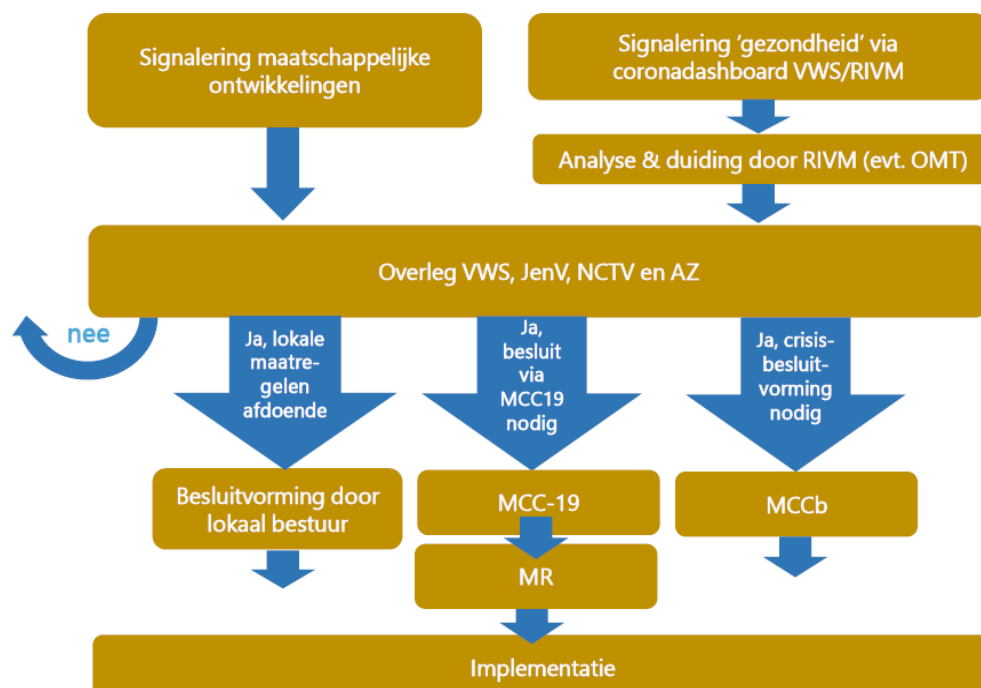 Signalering maatschappelijke
ontwikkelingen
Signalering 'gezondheid' via
coronadashboard VWS/RIVM
Analyse & duiding door RIVM (evt. OMT)
Overleg VWS, JenV, NCTV en AZ
nee
Ja, lokale
maatre-
gelen
afdoende
Ja,
besluit
via
MCC19
nodig
Ja, crisis-
besluit-
vorming
nodig
Besluitvorming door
lokaal bestuur
MCC-19
MCCb
MR
Implementatie